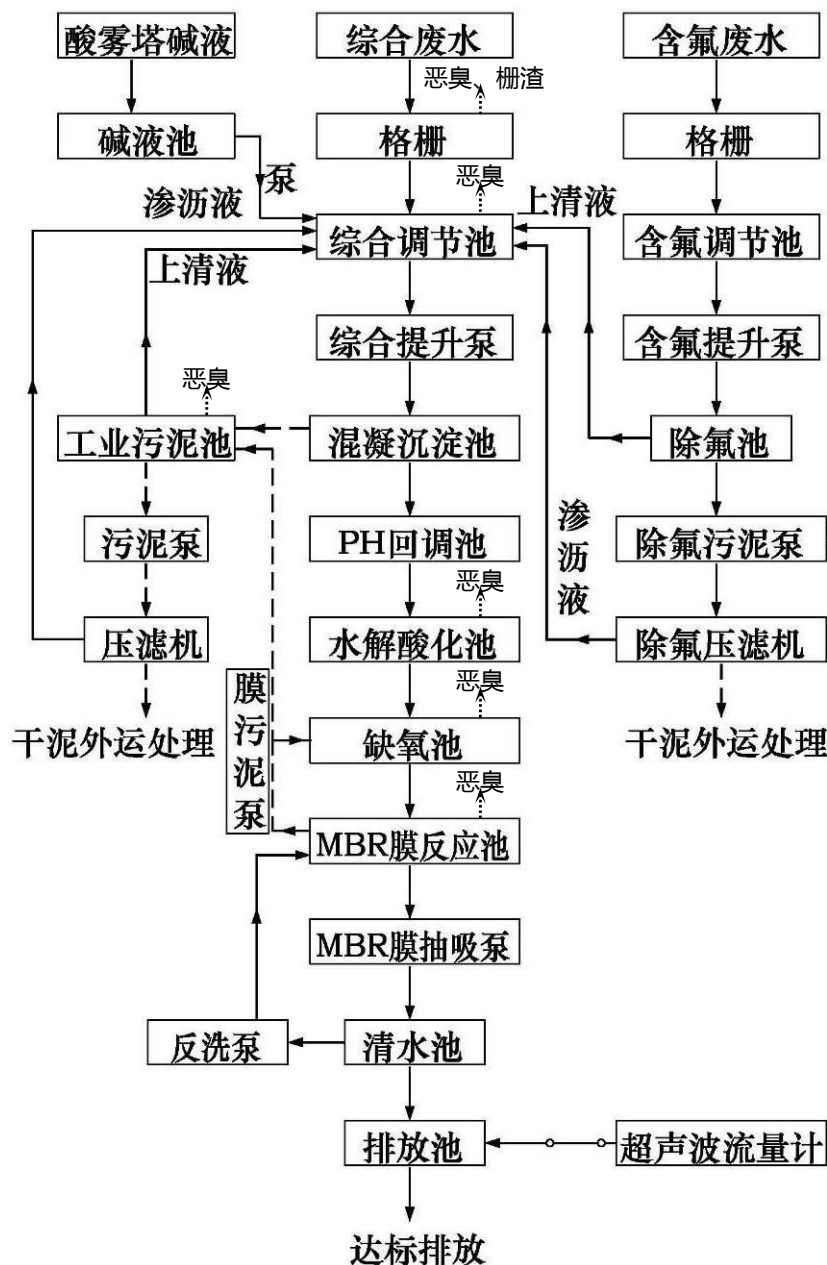 酸雾塔碱液
综合废水
含氟废水
恶臭、栅渣
碱液池
格栅
格栅
泵
渗沥液
恶臭
上清液
综合调节池
含氟调节池
上清液
综合提升泵
含氟提升泵
恶臭
工业污泥池
混凝沉淀池
除氟池
污泥泵
PH回调池
渗沥液
除氟污泥泵
恶臭
压滤机
水解酸化池
除氟压滤机
恶臭
膜污泥泵
干泥外运处理
缺氧池
干泥外运处理
恶臭
MBR膜反应池
MBR膜抽吸泵
反洗泵
清水池
排放池
超声波流量计
达标排放